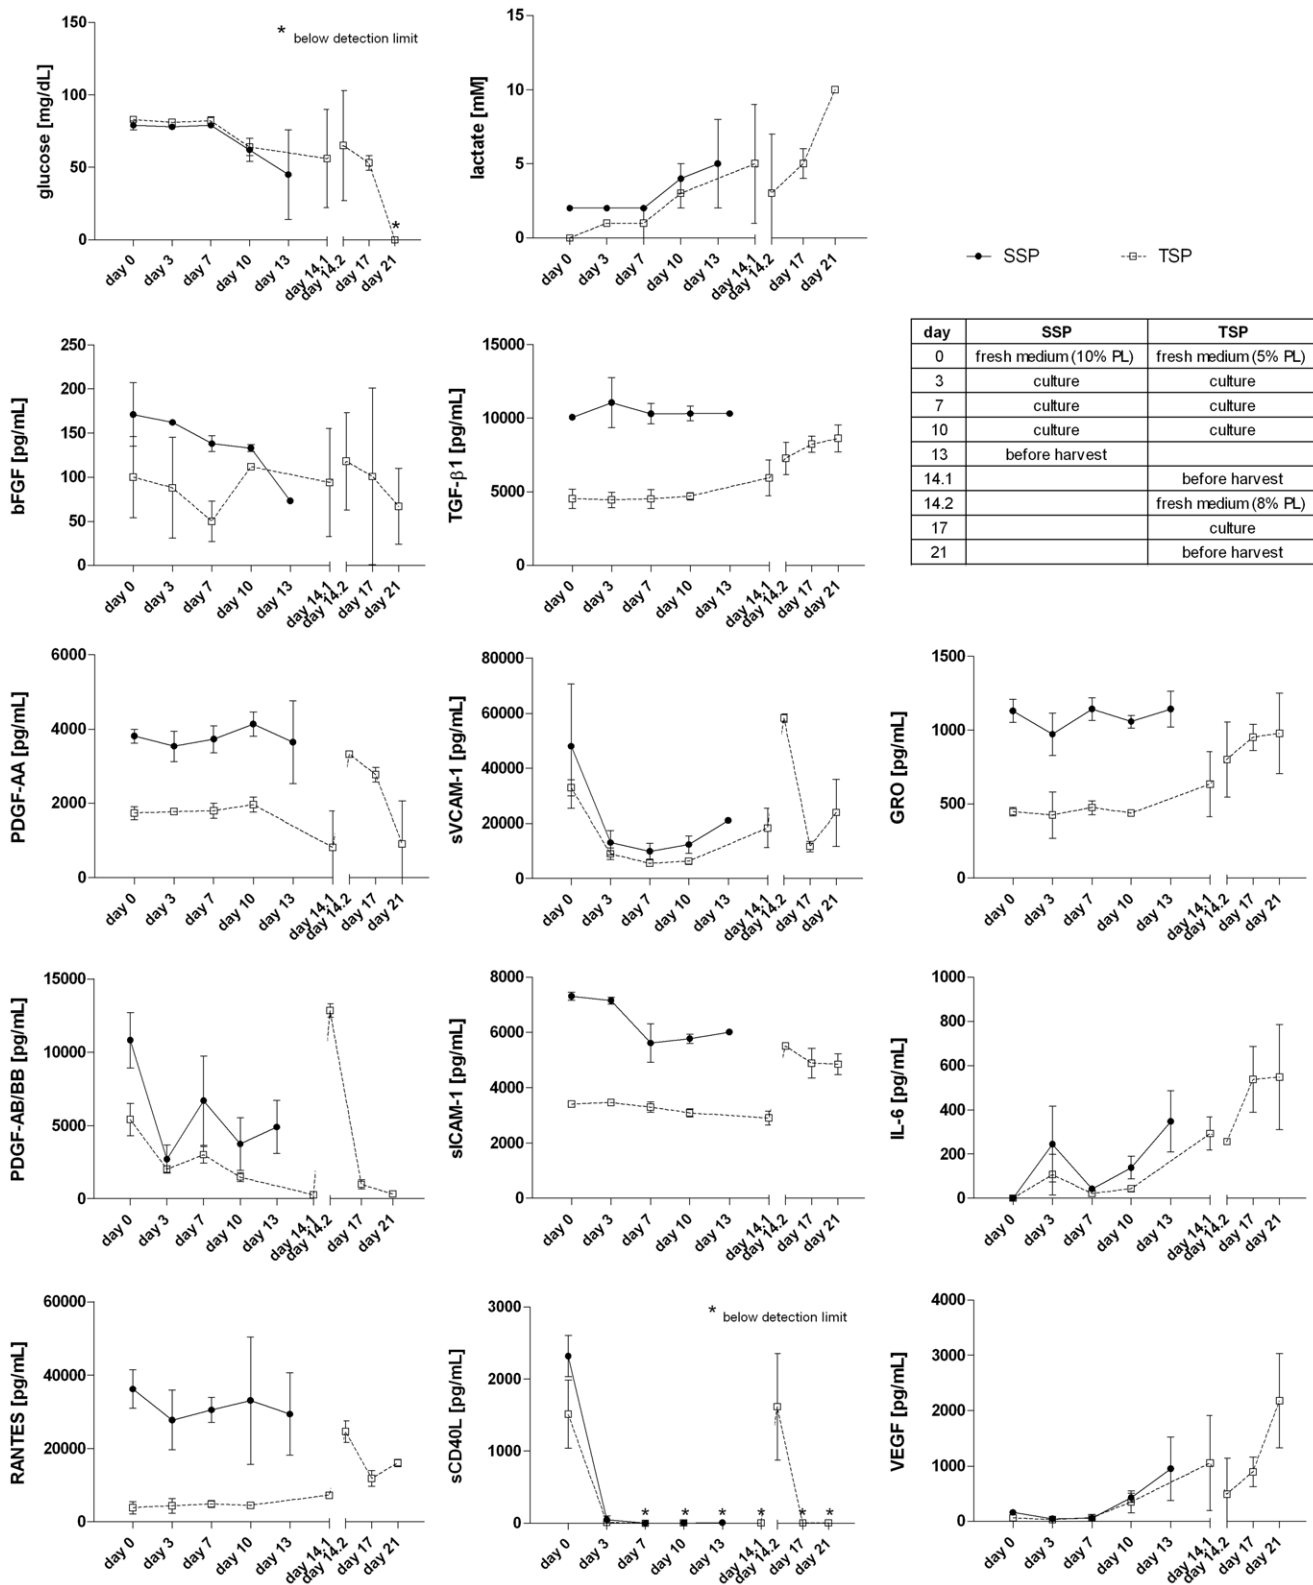 glucose [mg/dL]
150
100
50
0
* below detection limit
*
day 0
day 3
day 7
day 10
day 13
day 14.1
day 14.2
day 17
day 21
lactate [mM]
15
10
5
0
day 0
day 3
day 7
day 10
day 13
day 14.1
day 14.2
day 17
day 21
SSP
TSP
bFGF [pg/mL]
250
200
150
100
50
0
day 0
day 3
day 7
day 10
day 13
day 14.1
day 14.2
day 17
day 21
TGF-β1 [pg/mL]
15000
10000
5000
0
day 0
day 3
day 7
day 10
day 13
day 14.1
day 14.2
day 17
day 21
day SSP TSP
0 fresh medium (10% PL) fresh medium (5% PL)
3 culture culture
7 culture culture
10 culture culture
13 before harvest
14.1 before harvest
14.2 fresh medium (8% PL)
17 culture
21 before harvest
PDGF-AA [pg/mL]
6000
4000
2000
0
day 0
day 3
day 7
day 10
day 13
day 14.1
day 14.2
day 17
day 21
sVCAM-1 [pg/mL]
80000
60000
40000
20000
0
day 0
day 3
day 7
day 10
day 13
day 14.1
day 14.2
day 17
day 21
GRO [pg/mL]
1500
1000
500
0
day 0
day 3
day 7
day 10
day 13
day 14.1
day 14.2
day 17
day 21
PDGF-AB/BB [pg/mL]
15000
10000
5000
0
day 0
day 3
day 7
day 10
day 13
day 14.1
day 14.2
day 17
day 21
sICAM-1 [pg/mL]
8000
6000
4000
2000
0
day 0
day 3
day 7
day 10
day 13
day 14.1
day 14.2
day 17
day 21
IL-6 [pg/mL]
1000
800
600
400
200
0
day 0
day 3
day 7
day 10
day 13
day 14.1
day 14.2
day 17
day 21
RANTES [pg/mL]
60000
40000
20000
0
day 0
day 3
day 7
day 10
day 13
day 14.1
day 14.2
day 17
day 21
sCD40L [pg/mL]
3000
2000
1000
0
* below detection limit
* * * * * *
day 0
day 3
day 7
day 10
day 13
day 14.1
day 14.2
day 17
day 21
VEGF [pg/mL]
4000
3000
2000
1000
0
day 0
day 3
day 7
day 10
day 13
day 14.1
day 14.2
day 17
day 21